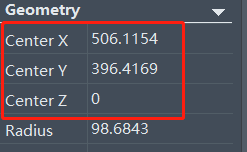 Geometry
Center X 506.1154
Center Y 396.4169
Center Z 0
Radius 98.6843